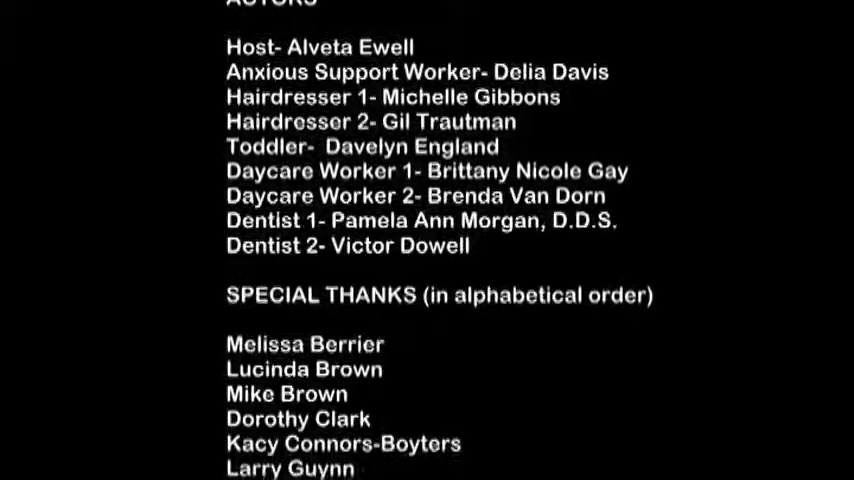 ACTORS
Host- Alveta Ewell
Anxious Support Worker- Delia Davis
Hairdresser 1- Michelle Gibbons
Hairdresser 2- Gil Trautman
Toddler-  Davelyn England
Daycare Worker 1- Brittany Nicole Gay
Daycare Worker 2- Brenda Van Dorn
Dentist 1- Pamela Ann Morgan, D.D.S.
Dentist 2- Victor Dowell
SPECIAL THANKS (in alphabetical order)
Melissa Berrier
Lucinda Brown
Mike Brown
Dorothy Clark
Kacy Connors-Boyters
Larry Guynn